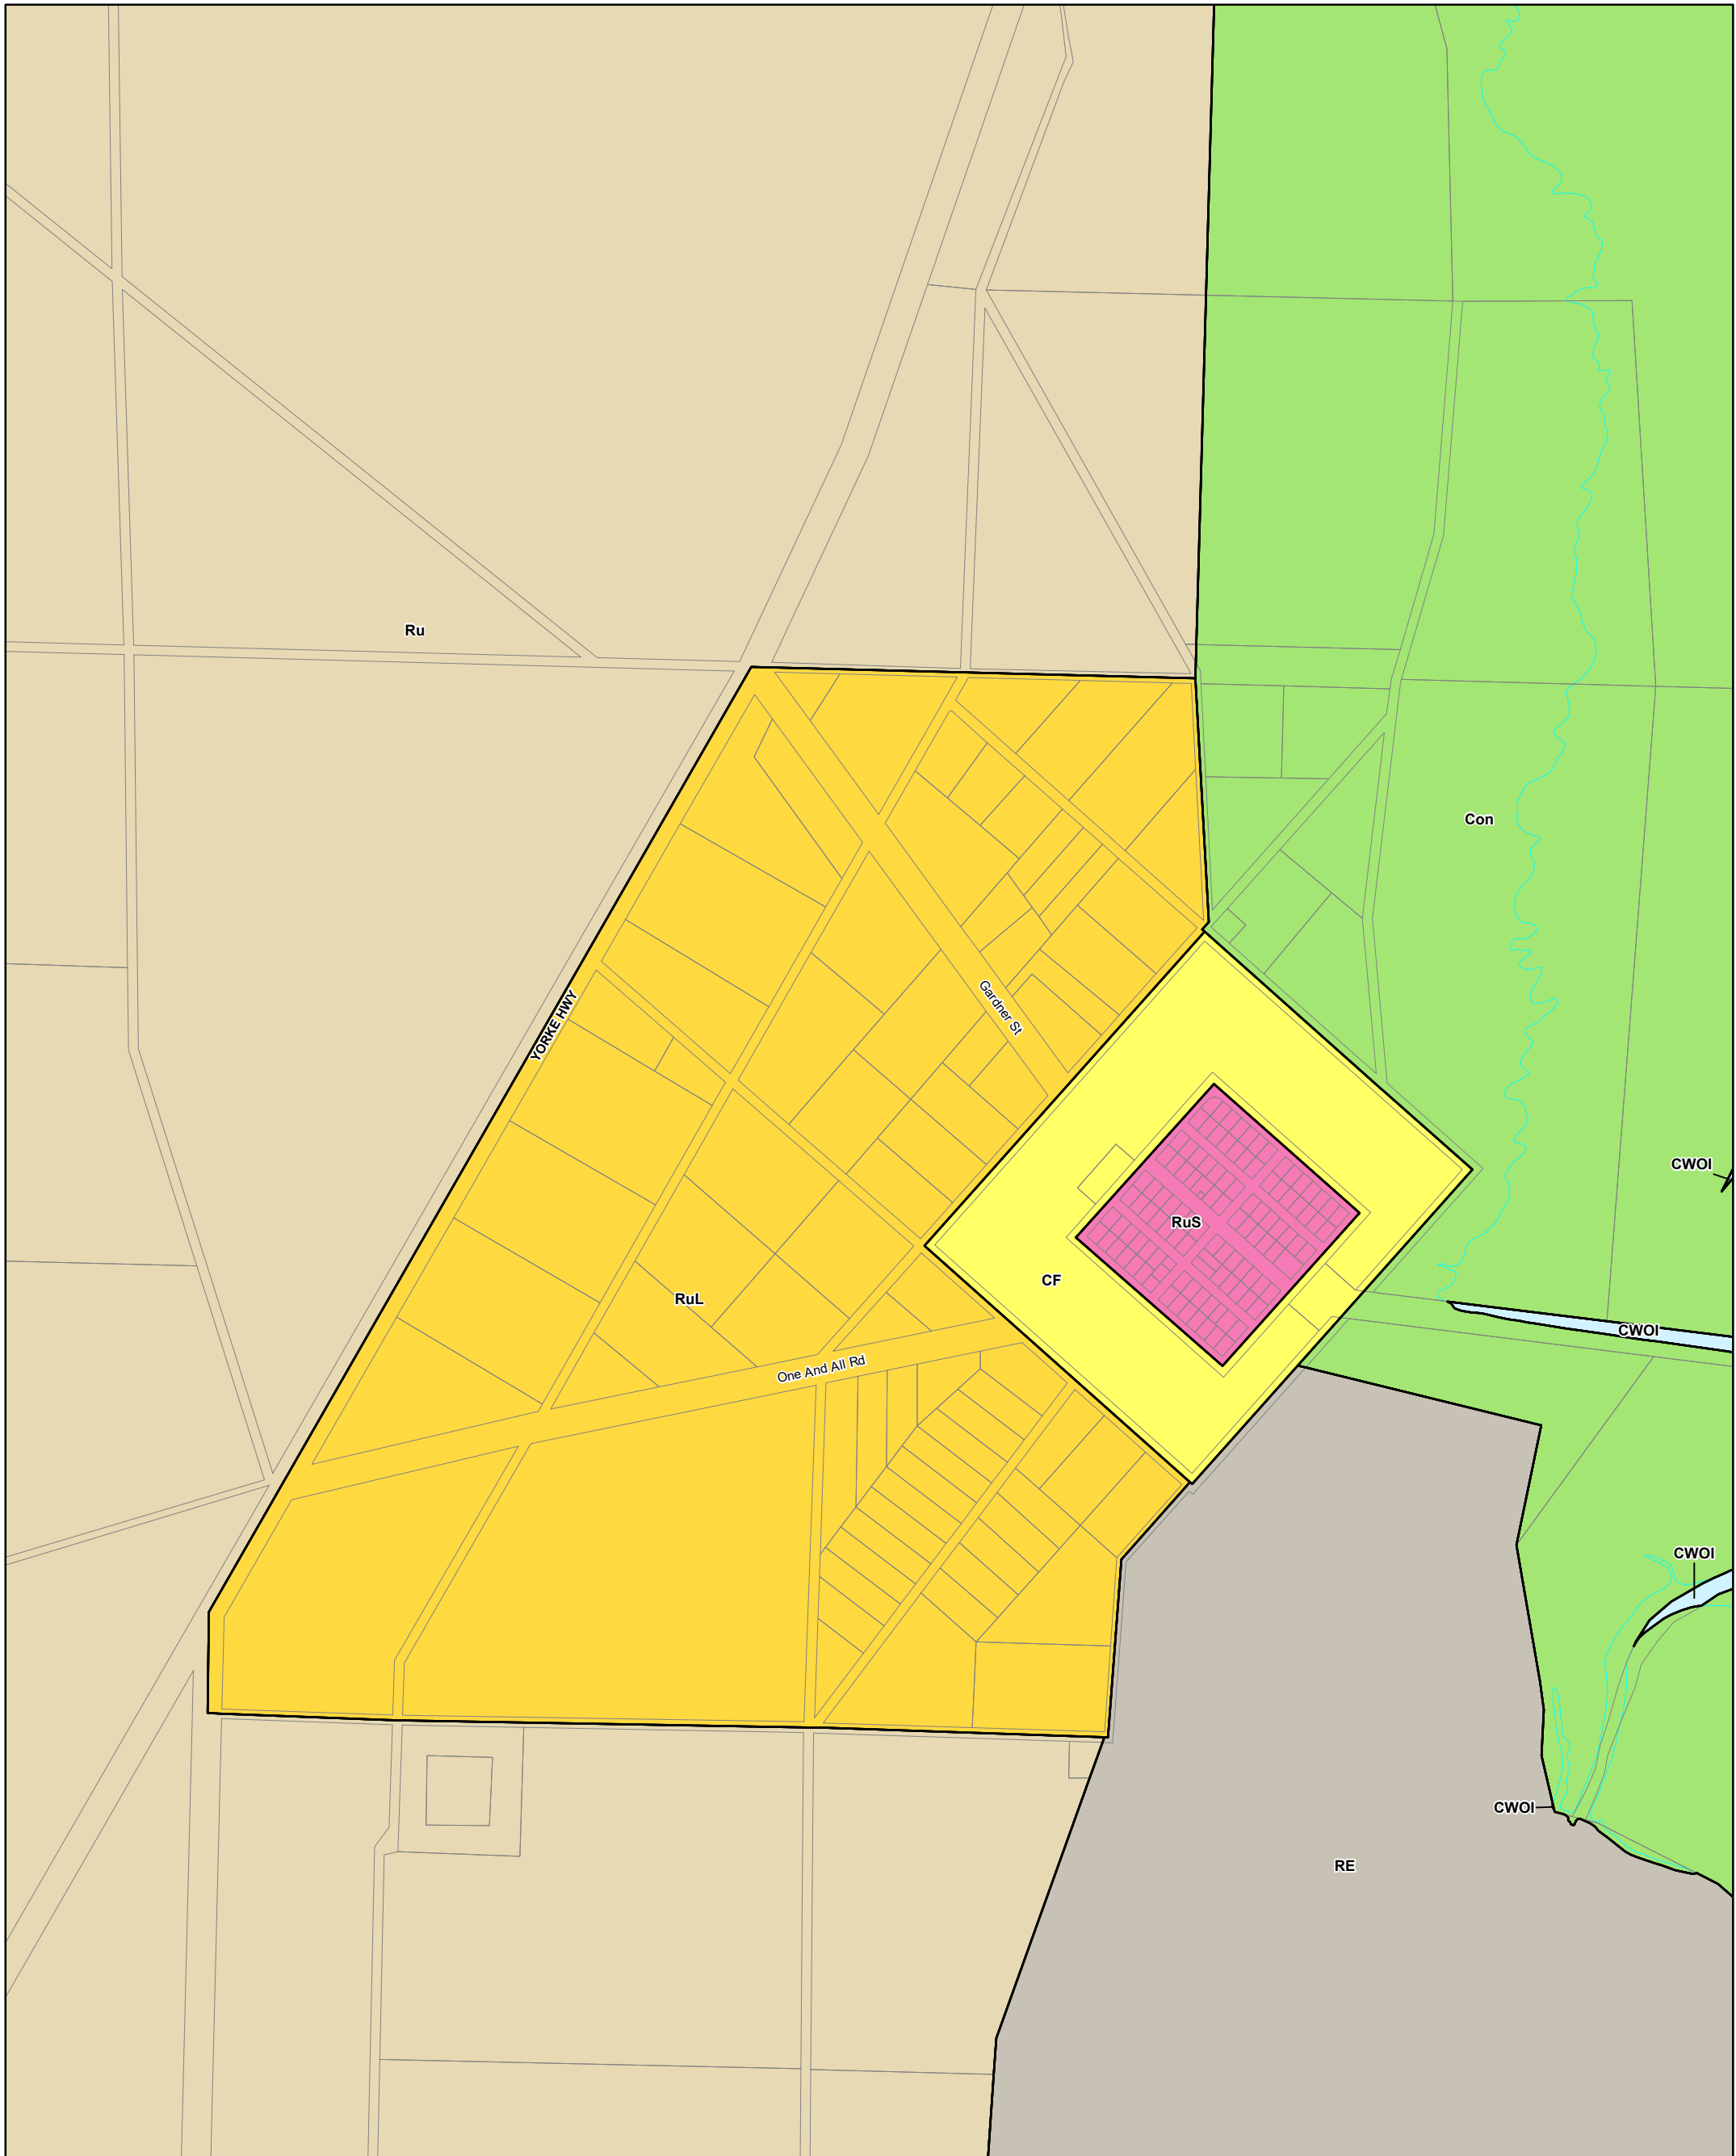 Ru
Con
YORKE HWY
Gardner St
CWOI
RuS
CF
RuL
CWOI
One And All Rd
CWOI
CWOI
RE